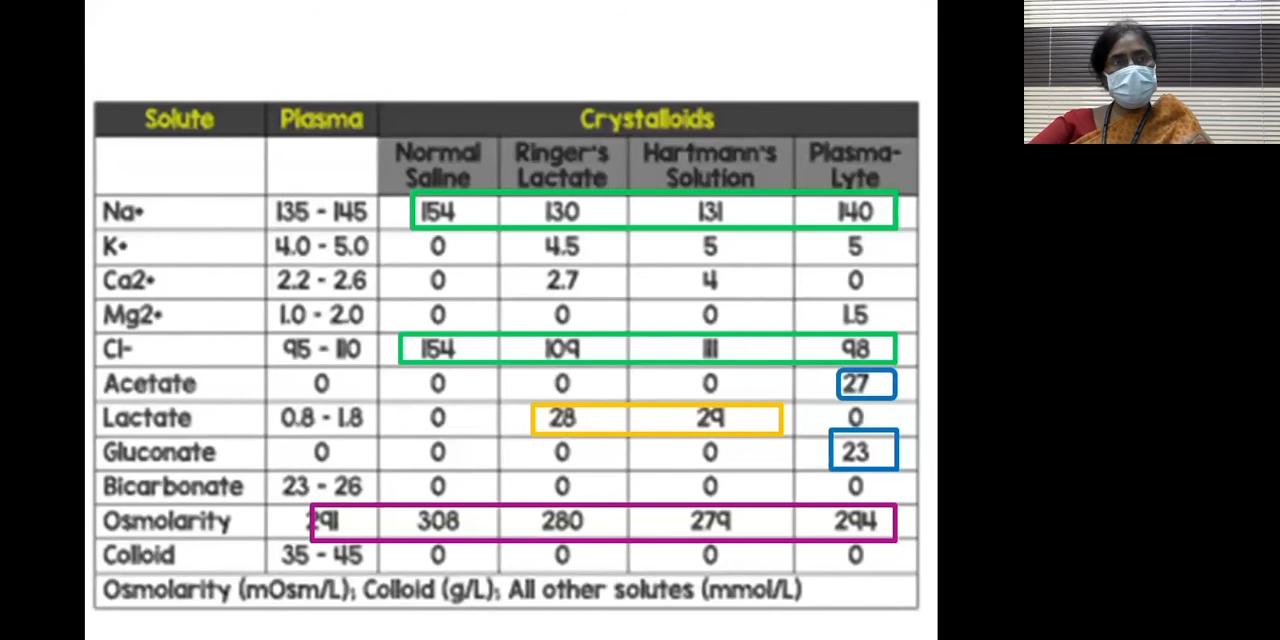 Solute Plasma Crystalloids
Normal Saline Ringer's Lactate Hartmann's Solution Plasma-Lyte
Na+ 135 - 145 154 130 131 140
K+ 4.0 - 5.0 0 4.5 5 5
Ca2+ 2.2 - 2.6 0 2.7 4 0
Mg2+ 1.0 - 2.0 0 0 0 1.5
Cl- 95 - 110 154 109 111 98
Acetate 0 0 0 0 27
Lactate 0.8 - 1.8 0 28 29 0
Gluconate 0 0 0 0 23
Bicarbonate 23 - 26 0 0 0 0
Osmolarity 291 308 280 279 294
Colloid 35 - 45 0 0 0 0
Osmolarity (mOsm/L); Colloid (g/L); All other solutes (mmol/L)